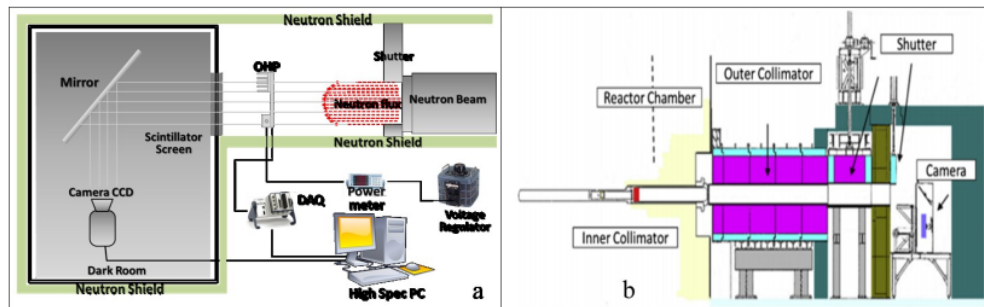 Neutron Shield
Shutter
OHP
Mirror
Neutron flux
Neutron Beam
Scintillator
Screen
Neutron Shield
Camera CCD
DAQ
Power
meter
Voltage
Regulator
Dark Room
Neutron Shield
High Spec PC
a
Shutter
Outer Collimator
Reactor Chamber
Camera
Inner Collimator
b